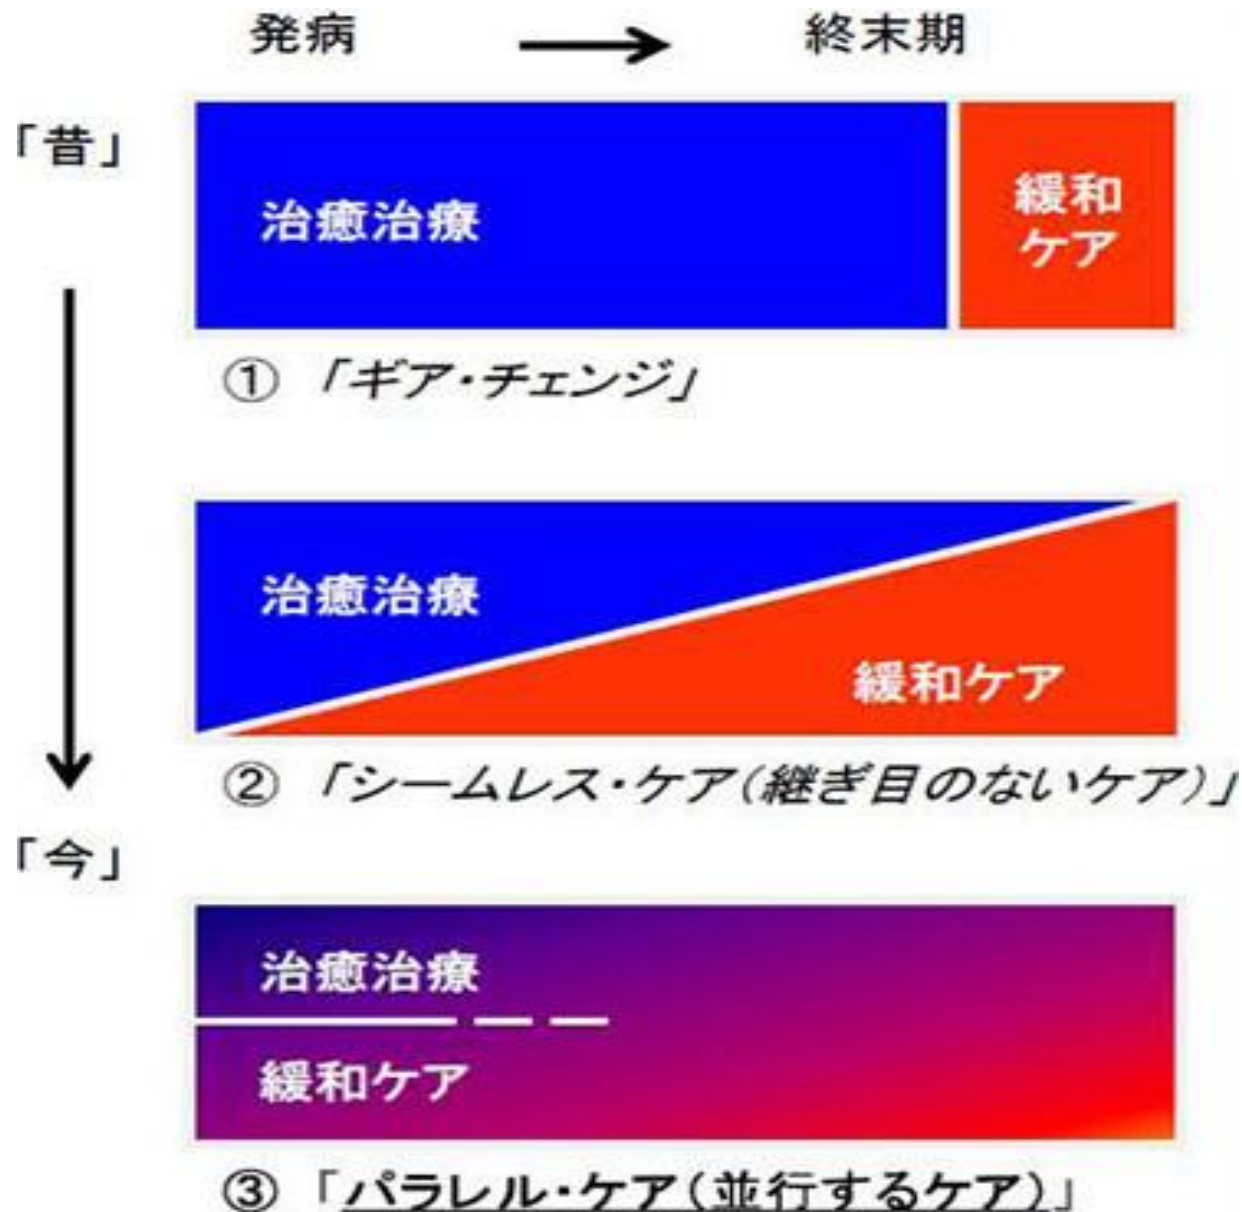 発病 → 終末期
「昔」
治癒治療
緩和
ケア
① 「ギア・チェンジ」
治癒治療
緩和ケア
② 「シームレス・ケア(継ぎ目のないケア)」
「今」
治癒治療
緩和ケア
③ 「パラレル・ケア(並行するケア)」